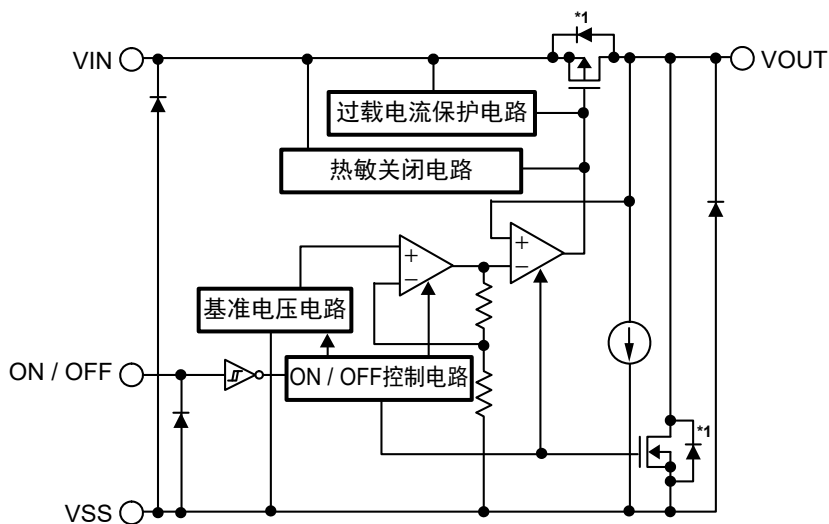 *1
VIN
VOUT
过载电流保护电路
热敏关闭电路
+
−
+
−
基准电压电路
ON / OFF
ON / OFF控制电路
*1
VSS